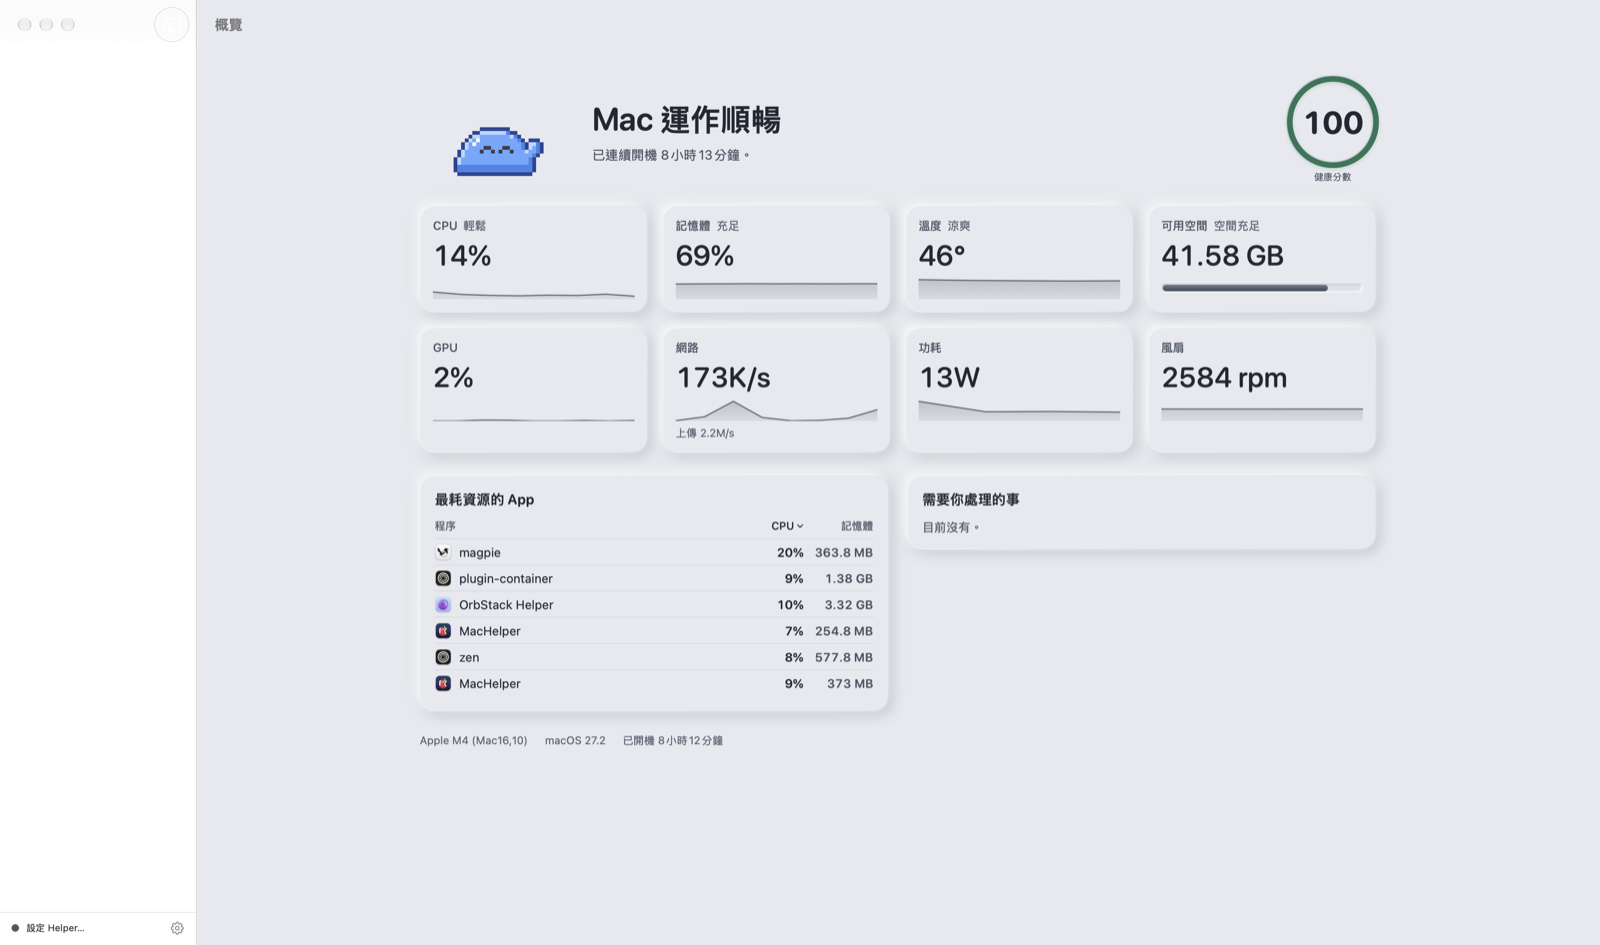 概覽
Mac 運作順暢
已連續開機 8小時13分鐘。
100
健康分數
CPU 輕鬆
14%
記憶體 充足
69%
溫度 涼爽
46°
可用空間 空間充足
41.58 GB
GPU
2%
網路
173K/s
上傳 2.2M/s
功耗
13W
風扇
2584 rpm
最耗資源的 App
程序 CPU 記憶體
magpie 20% 363.8 MB
plugin-container 9% 1.38 GB
OrbStack Helper 10% 3.32 GB
MacHelper 7% 254.8 MB
zen 8% 577.8 MB
MacHelper 9% 373 MB
需要你處理的事
目前沒有。
Apple M4 (Mac16,10) macOS 27.2 已開機 8小時12分鐘
設定 Helper...